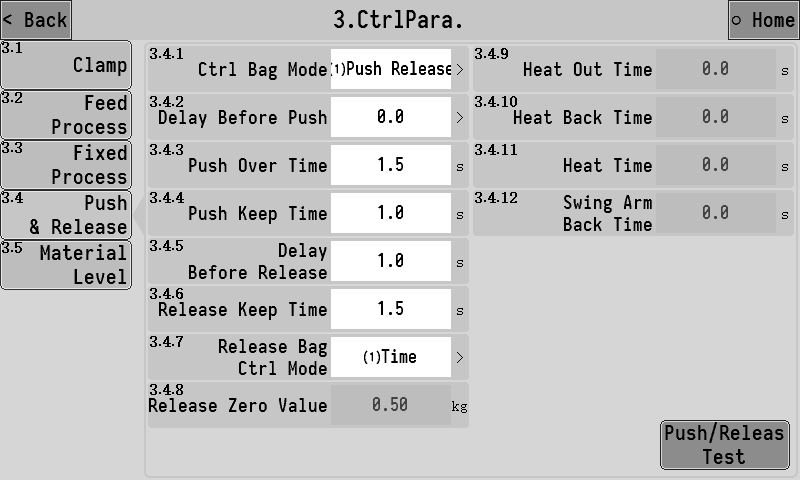 < Back
3.CtrlPara.
○ Home
3.1
Clamp
3.2
Feed
Process
3.3
Fixed
Process
3.4
Push
& Release
3.5
Material
Level
3.4.1
Ctrl Bag Mode
(1)Push Release
>
3.4.2
Delay Before Push
0.0
>
3.4.3
Push Over Time
1.5
s
3.4.4
Push Keep Time
1.0
s
3.4.5
Delay
Before Release
1.0
s
3.4.6
Release Keep Time
1.5
s
3.4.7
Release Bag
Ctrl Mode
(1)Time
>
3.4.8
Release Zero Value
0.50
kg
3.4.9
Heat Out Time
0.0
s
3.4.10
Heat Back Time
0.0
s
3.4.11
Heat Time
0.0
s
3.4.12
Swing Arm
Back Time
0.0
s
Push/Releas
Test